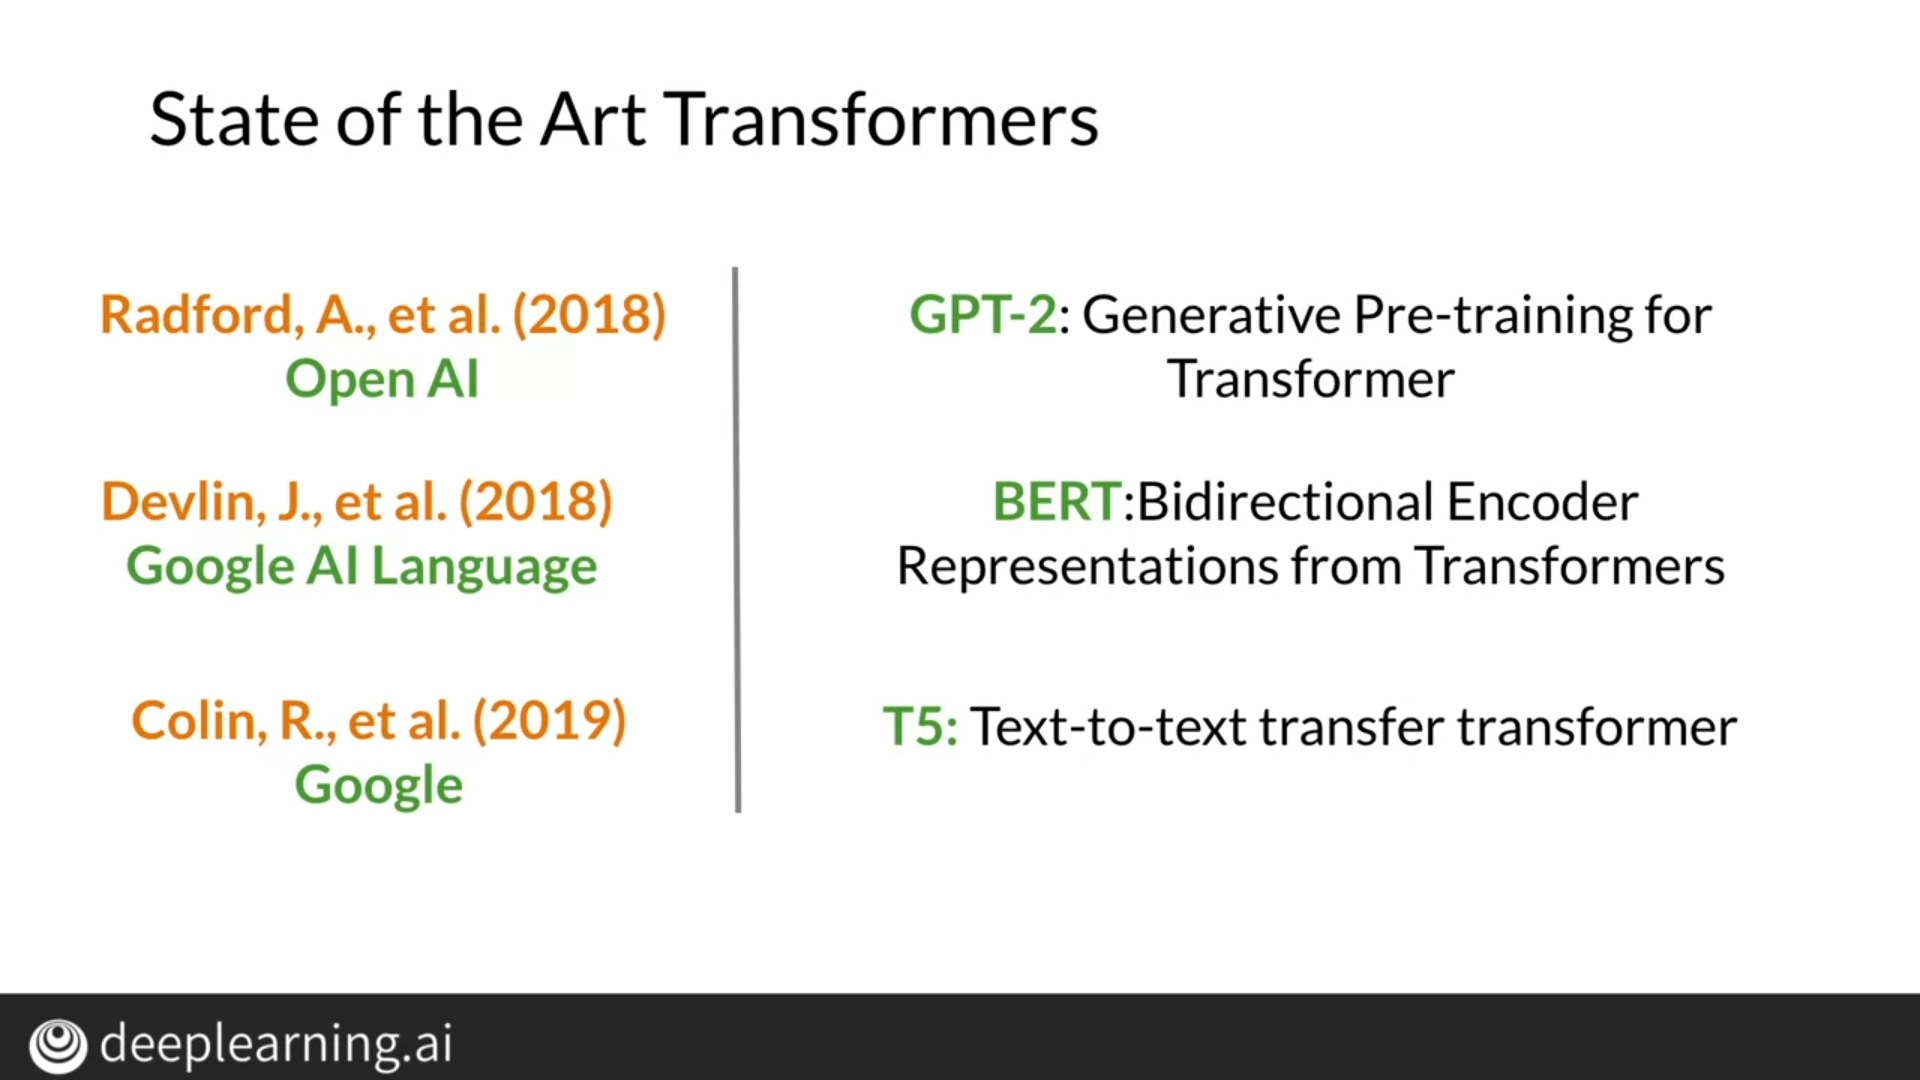 State of the Art Transformers
Radford, A., et al. (2018)
Open AI
GPT-2: Generative Pre-training for
Transformer
Devlin, J., et al. (2018)
Google AI Language
BERT:Bidirectional Encoder
Representations from Transformers
Colin, R., et al. (2019)
Google
T5: Text-to-text transfer transformer
deeplearning.ai